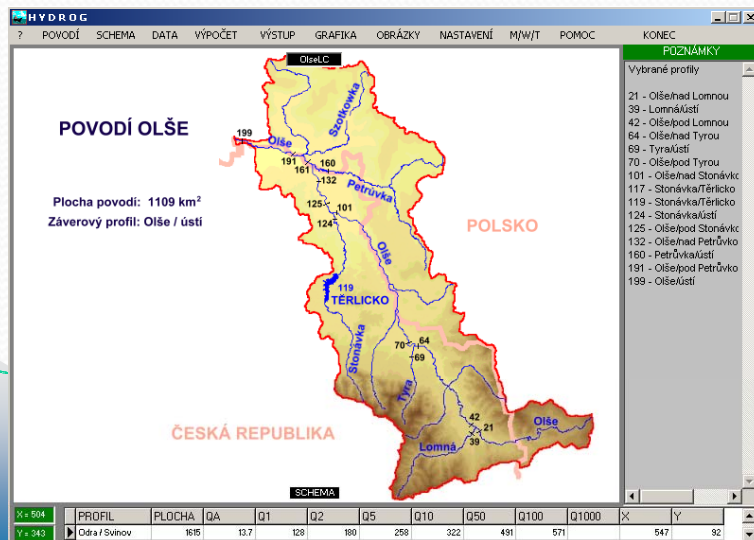 HYDROG
? POVODÍ SCHEMA DATA VÝPOČET VÝSTUP GRAFIKA OBRÁZKY NASTAVENÍ M/W/T POMOC KONEC
OlseLC
POZNÁMKY
Vybrané profily
21 - Olše/nad Lomnou
39 - Lomná/ústí
42 - Olše/pod Lomnou
64 - Olše/nad Tyrou
69 - Tyra/ústí
70 - Olše/pod Tyrou
101 - Olše/nad Stonávko
117 - Stonávka/Těrlicko
119 - Stonávka/Těrlicko
124 - Stonávka/ústí
125 - Olše/pod Stonávko
132 - Olše/nad Petrůvko
160 - Petrůvka/ústí
191 - Olše/pod Petrůvko
199 - Olše/ústí
POVODÍ OLŠE
Plocha povodí: 1109 km²
Záverový profil: Olše / ústi
Szotkowka
199
Olše
191
161
160
132
Petrůvka
125
101
124
POLSKO
Olše
119
TĚRLICKO
Stonávka
70
64
69
Tyra
ČESKÁ REPUBLIKA
42
21
39
Olše
Lomná
SCHEMA
X = 504
Y = 343
PROFIL PLOCHA QA Q1 Q2 Q5 Q10 Q50 Q100 Q1000 X Y
Odra / Svinov 1615 13.7 128 180 258 322 491 571 547 92